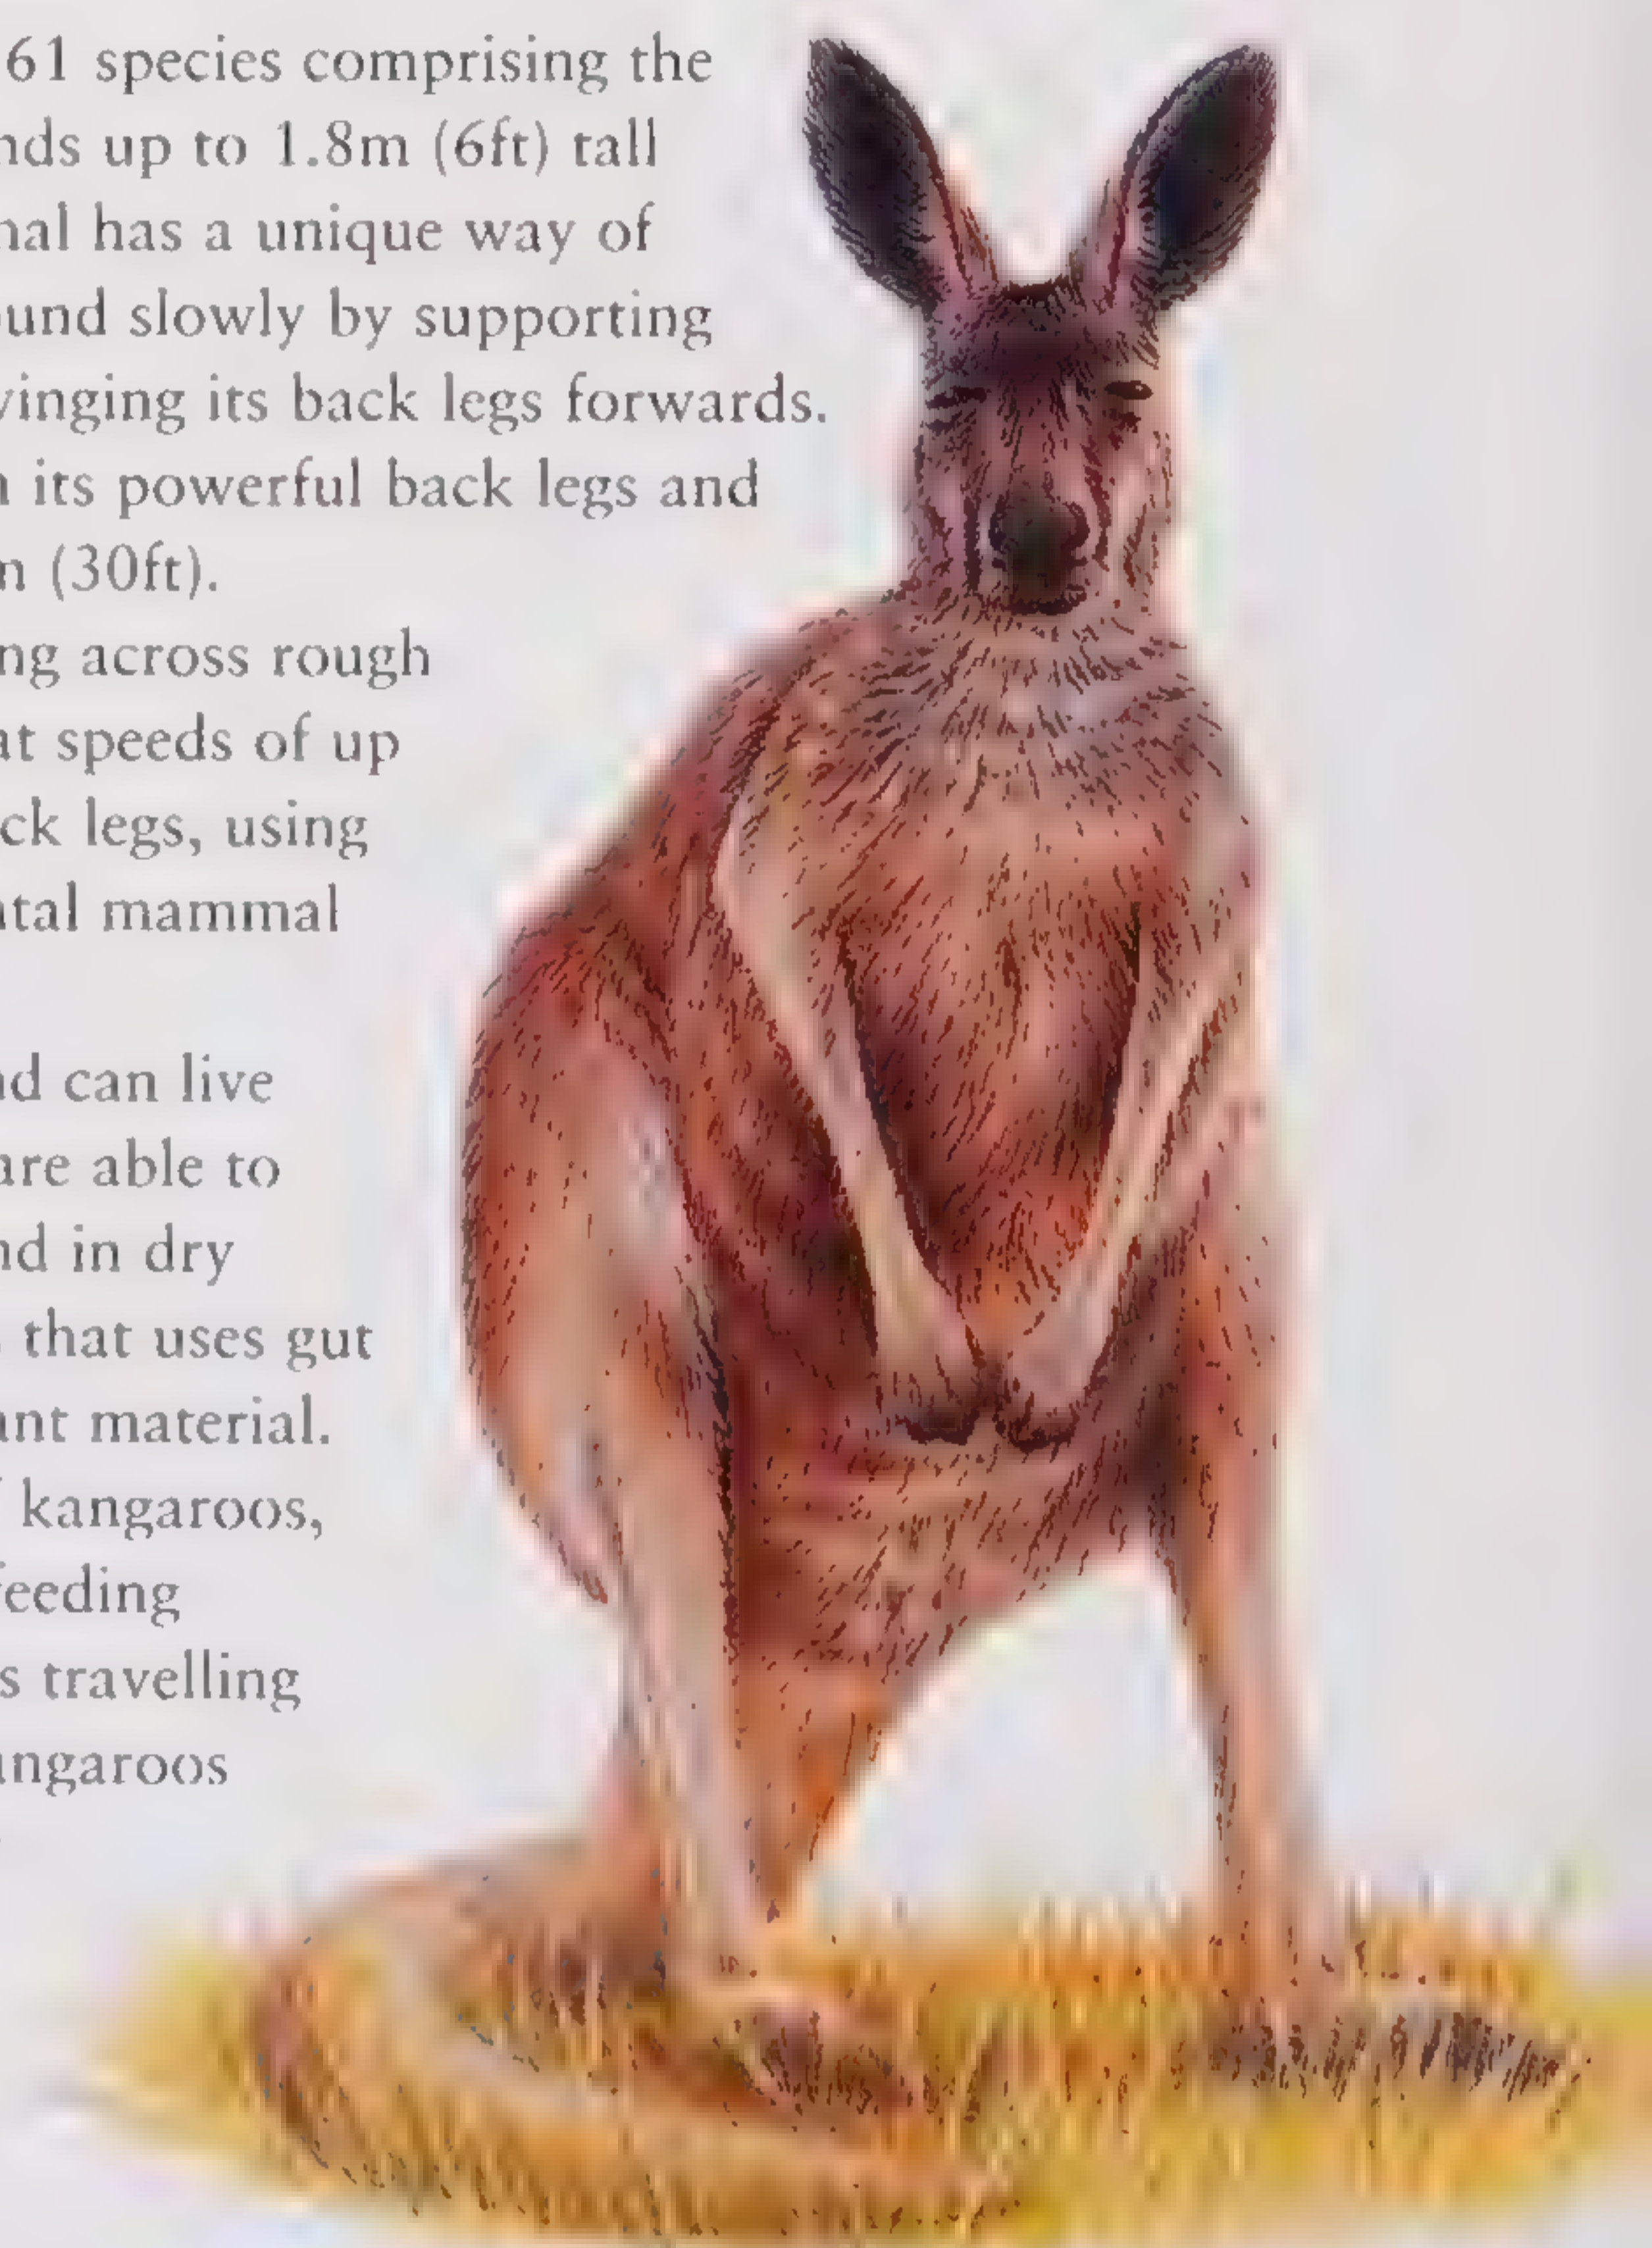 61 species comprising the
nds up to 1.8m (6ft) tall
nal has a unique way of
ound slowly by supporting
vinging its back legs forwards.
its powerful back legs and
m (30ft).
ng across rough
at speeds of up
ck legs, using
ntal mammal
nd can live
are able to
nd in dry
that uses gut
ant material.
kangaroos,
feeding
s travelling
angaroos